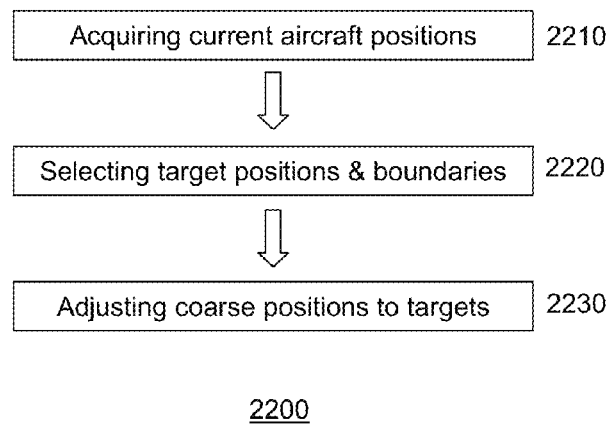 Acquiring current aircraft positions 2210
Selecting target positions & boundaries 2220
Adjusting coarse positions to targets 2230
2200